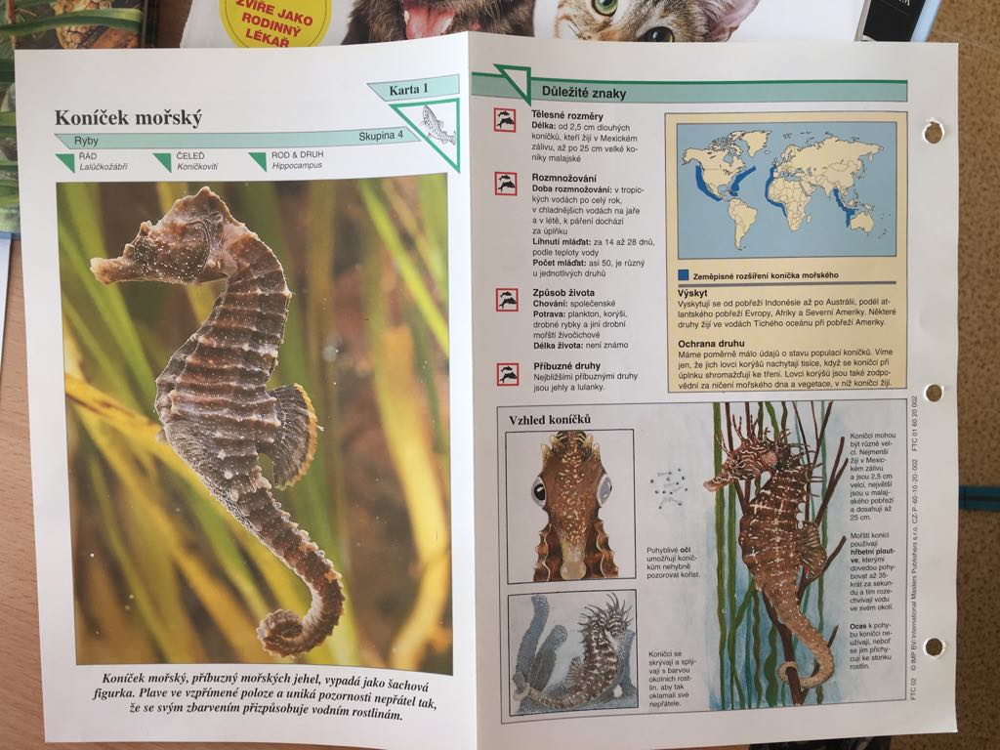 ZVÍŘE JAKO
RODINNÝ
LÉKAŘ
Karta 1
Koníček mořský
Ryby
Skupina 4
ŘÁD
Lalúčkožábří
ČELEĎ
Koníčkovití
ROD & DRUH
Hippocampus
Koníček mořský, příbuzný mořských jehel, vypadá jako šachová
figurka. Plave ve vzpřímené poloze a uniká pozornosti nepřátel tak,
že se svým zbarvením přizpůsobuje vodním rostlinám.
Důležité znaky
Tělesné rozměry
Délka: od 2,5 cm dlouhých
koníčků, kteří žijí v Mexickém
zálivu, až po 25 cm velké ko-
níky malajské
Rozmnožování
Doba rozmnožování: v tropic-
kých vodách po celý rok,
v chladnějších vodách na jaře
a v létě, k páření dochází
za úplňku
Líhnutí mláďat: za 14 až 28 dnů,
podle teploty vody
Počet mláďat: asi 50, je různý
u jednotlivých druhů
Způsob života
Chování: společenské
Potrava: plankton, korýši,
drobné rybky a jiní drobní
mořští živočichové
Délka života: není známo
Příbuzné druhy
Nejbližšími příbuznými druhy
jsou jehly a lulanky.
Zeměpisné rozšíření koníčka mořského
Výskyt
Vyskytují se od pobřeží Indonésie až po Austrálii, podél at-
lantského pobřeží Evropy, Afriky a Severní Ameriky. Některé
druhy žijí ve vodách Tichého oceánu při pobřeží Ameriky.
Ochrana druhu
Máme poměrně málo údajů o stavu populací koníčků. Víme
jen, že jich lovci korýšů nachytají tisíce, když se koníčci při
úplňku shromažďují ke tření. Lovci korýšů jsou také zodpo-
vědní za ničení mořského dna a vegetace, v níž koníčci žijí.
Vzhled koníčků
Pohyblivé oči
umožňují koníč-
kům nehybně
pozorovat kořist.
Koníčci se
skrývají a splý-
vají s barvou
okolních rost-
lin, aby tak
oklamali své
nepřátele.
Koníčci mohou
být různě vel-
cí. Nejmenší
žijí v Mexic-
kém zálivu
a jsou 2,5 cm
velcí, největší
jsou u malaj-
ského pobřeží
a dosahují až
25 cm.
Mořští koníci
používají
hřbetní plout-
ve, kterými
dovedou pohy-
bovat až 35-
krát za sekun-
du a tím roze-
chvívají vodu
ve svém okolí.
Ocas k pohy-
bu koníčci ne-
užívají, neboť
se jím přichy-
cují ke stonku
rostlin.
FTC 02 © IMP BV/International Masters Publishers s.r.o. CZ-P-60-10-20-002 FTC 01 60 20 002